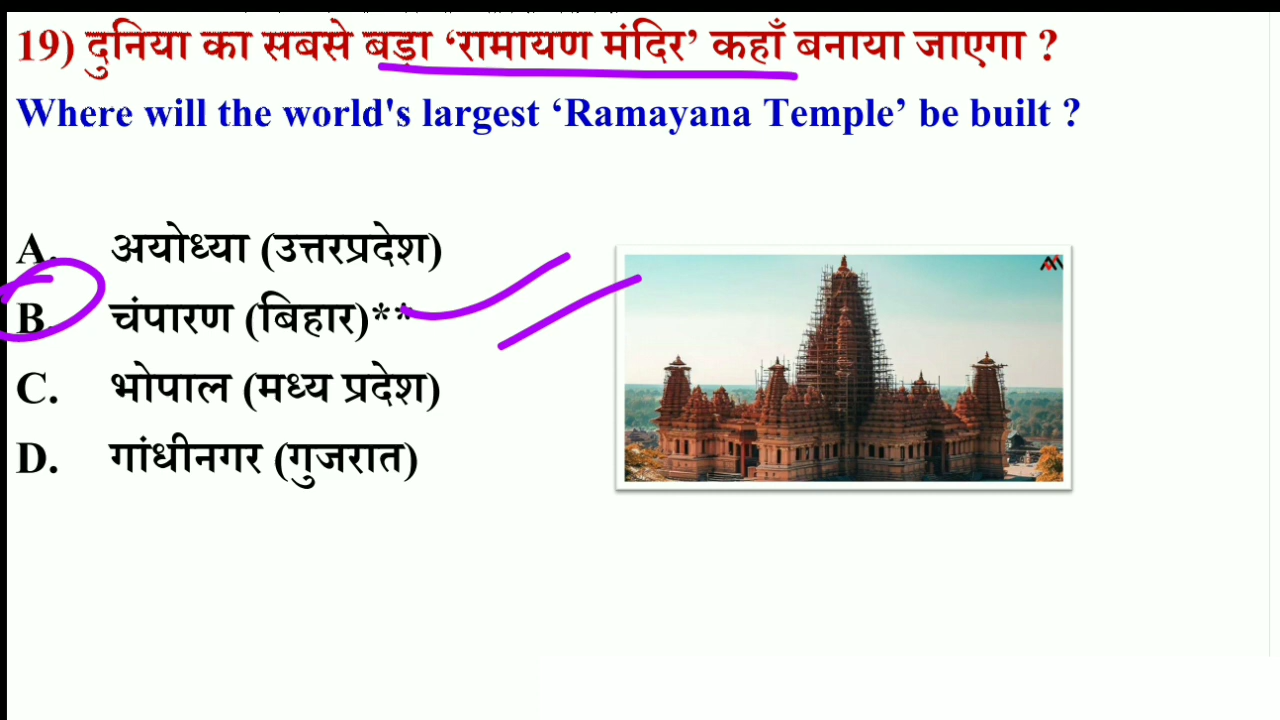 19) दुनिया का सबसे बड़ा ‘रामायण मंदिर’ कहाँ बनाया जाएगा ?
Where will the world's largest ‘Ramayana Temple’ be built ?
A. अयोध्या (उत्तरप्रदेश)
B. चंपारण (बिहार)**
C. भोपाल (मध्य प्रदेश)
D. गांधीनगर (गुजरात)